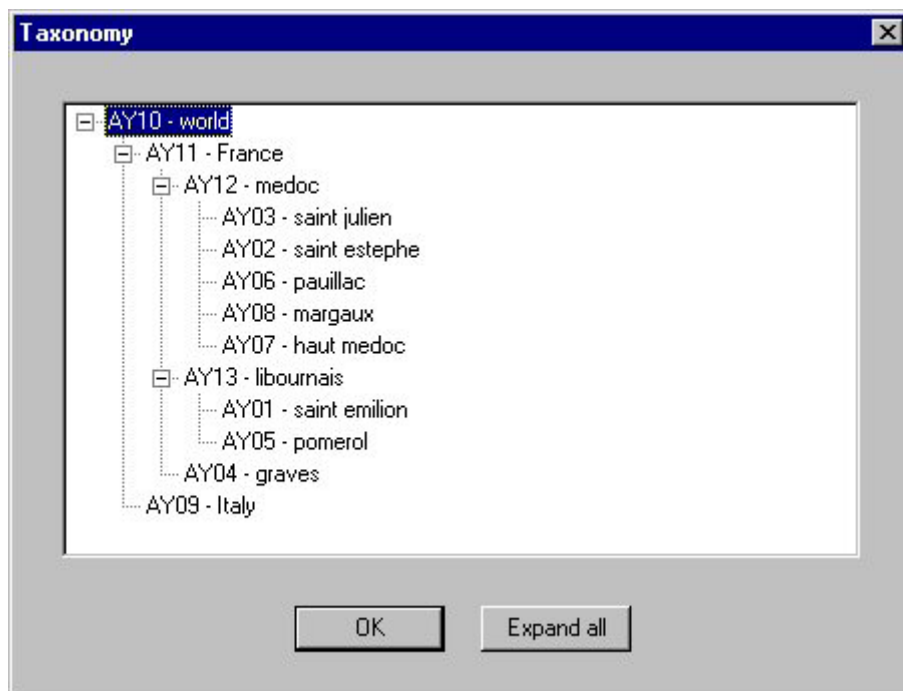 Taxonomy
AY10 - world
AY11 - France
AY12 - medoc
AY03 - saint julien
AY02 - saint estephe
AY06 - pauillac
AY08 - margaux
AY07 - haut medoc
AY13 - libournais
AY01 - saint emilion
AY05 - pomerol
AY04 - graves
AY09 - Italy
OK Expand all